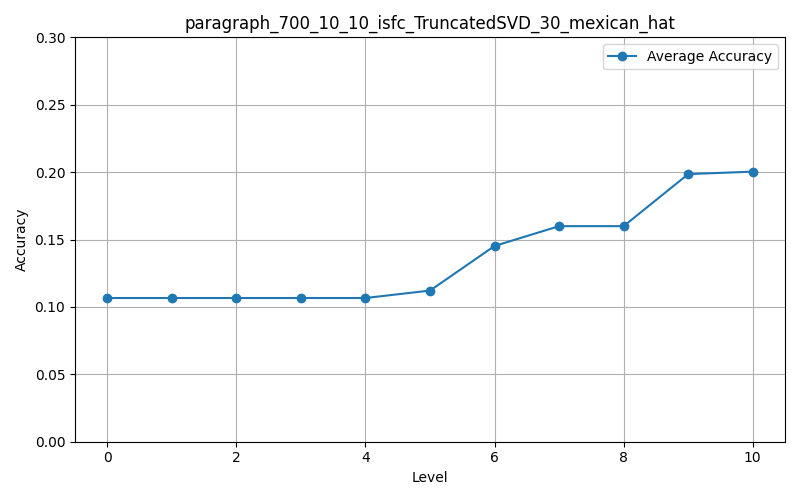 paragraph_700_10_10_isfc_TruncatedSVD_30_mexican_hat
Average Accuracy
Accuracy
0.30
0.25
0.20
0.15
0.10
0.05
0.00
0 2 4 6 8 10
Level